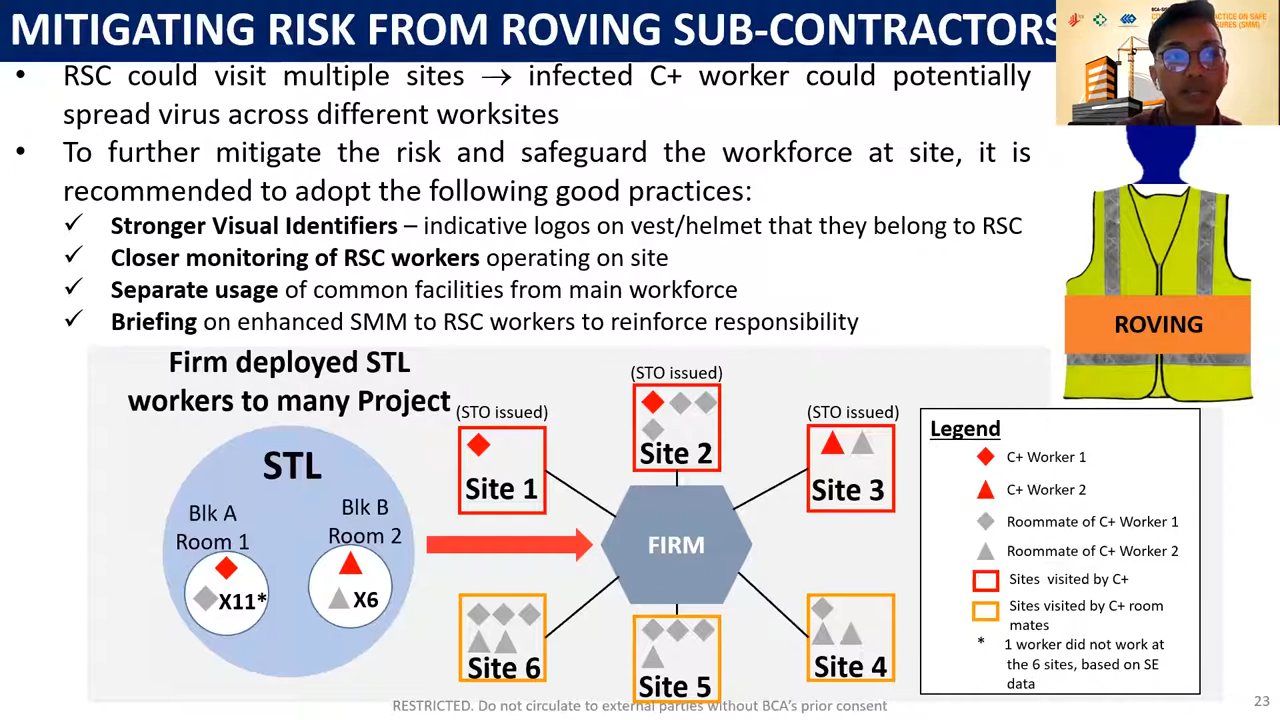 MITIGATING RISK FROM ROVING SUB-CONTRACTORS
• RSC could visit multiple sites → infected C+ worker could potentially
spread virus across different worksites
• To further mitigate the risk and safeguard the workforce at site, it is
recommended to adopt the following good practices:
✓ Stronger Visual Identifiers – indicative logos on vest/helmet that they belong to RSC
✓ Closer monitoring of RSC workers operating on site
✓ Separate usage of common facilities from main workforce
✓ Briefing on enhanced SMM to RSC workers to reinforce responsibility
ROVING
Firm deployed STL
workers to many Project
STL
Blk A
Room 1
X11*
Blk B
Room 2
X6
(STO issued)
Site 1
(STO issued)
Site 2
(STO issued)
Site 3
FIRM
Site 6
Site 5
Site 4
Legend
C+ Worker 1
C+ Worker 2
Roommate of C+ Worker 1
Roommate of C+ Worker 2
Sites visited by C+
Sites visited by C+ room
mates
* 1 worker did not work at
the 6 sites, based on SE
data
RESTRICTED. Do not circulate to external parties without BCA's prior consent
23